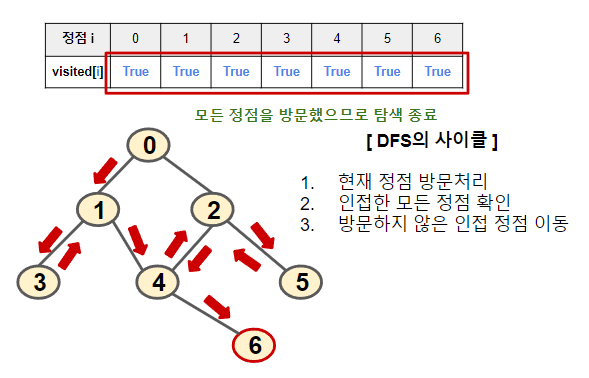 정점 i 0 1 2 3 4 5 6
visited[i] True True True True True True True
모든 정점을 방문했으므로 탐색 종료
[ DFS의 사이클 ]
1. 현재 정점 방문처리
2. 인접한 모든 정점 확인
3. 방문하지 않은 인접 정점 이동
0
1 2
3 4 5
6